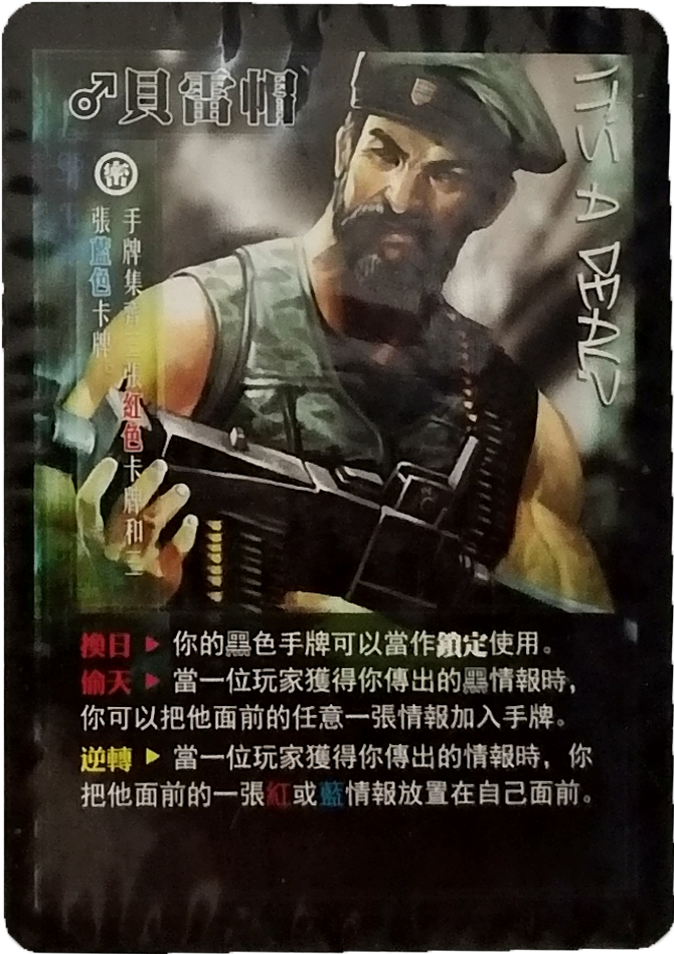 ♂貝雷帽
密
手牌集齊三張紅色卡牌和三
張藍色卡牌
IT'S A DEAL?
換日 ▶ 你的黑色手牌可以當作鎖定使用。
偷天 ▶ 當一位玩家獲得你傳出的黑情報時，
你可以把他面前的任意一張情報加入手牌。
逆轉 ▶ 當一位玩家獲得你傳出的情報時，你
把他面前的一張紅或藍情報放置在自己面前。